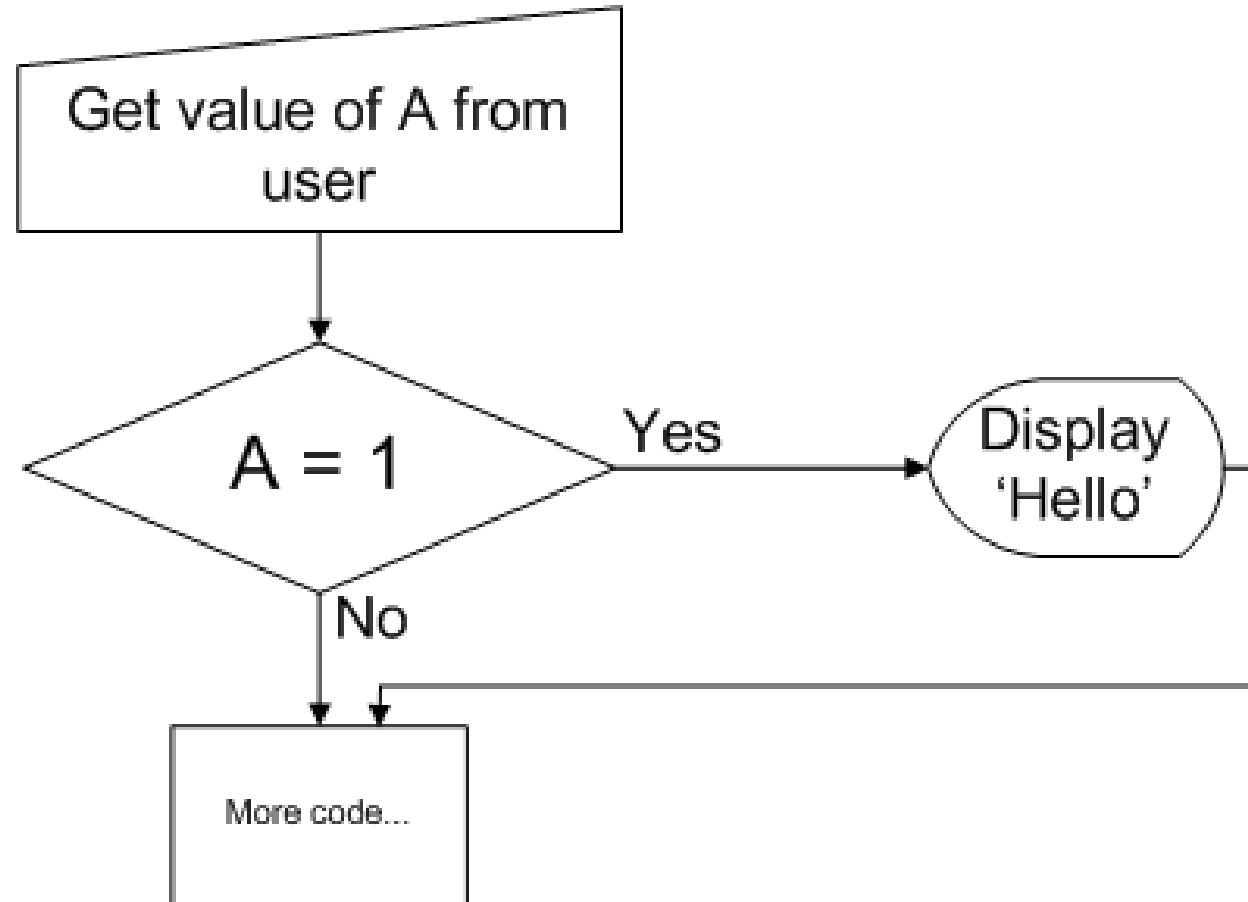 Get value of A from
user
A = 1
Yes
Display
‘Hello’
No
More code...